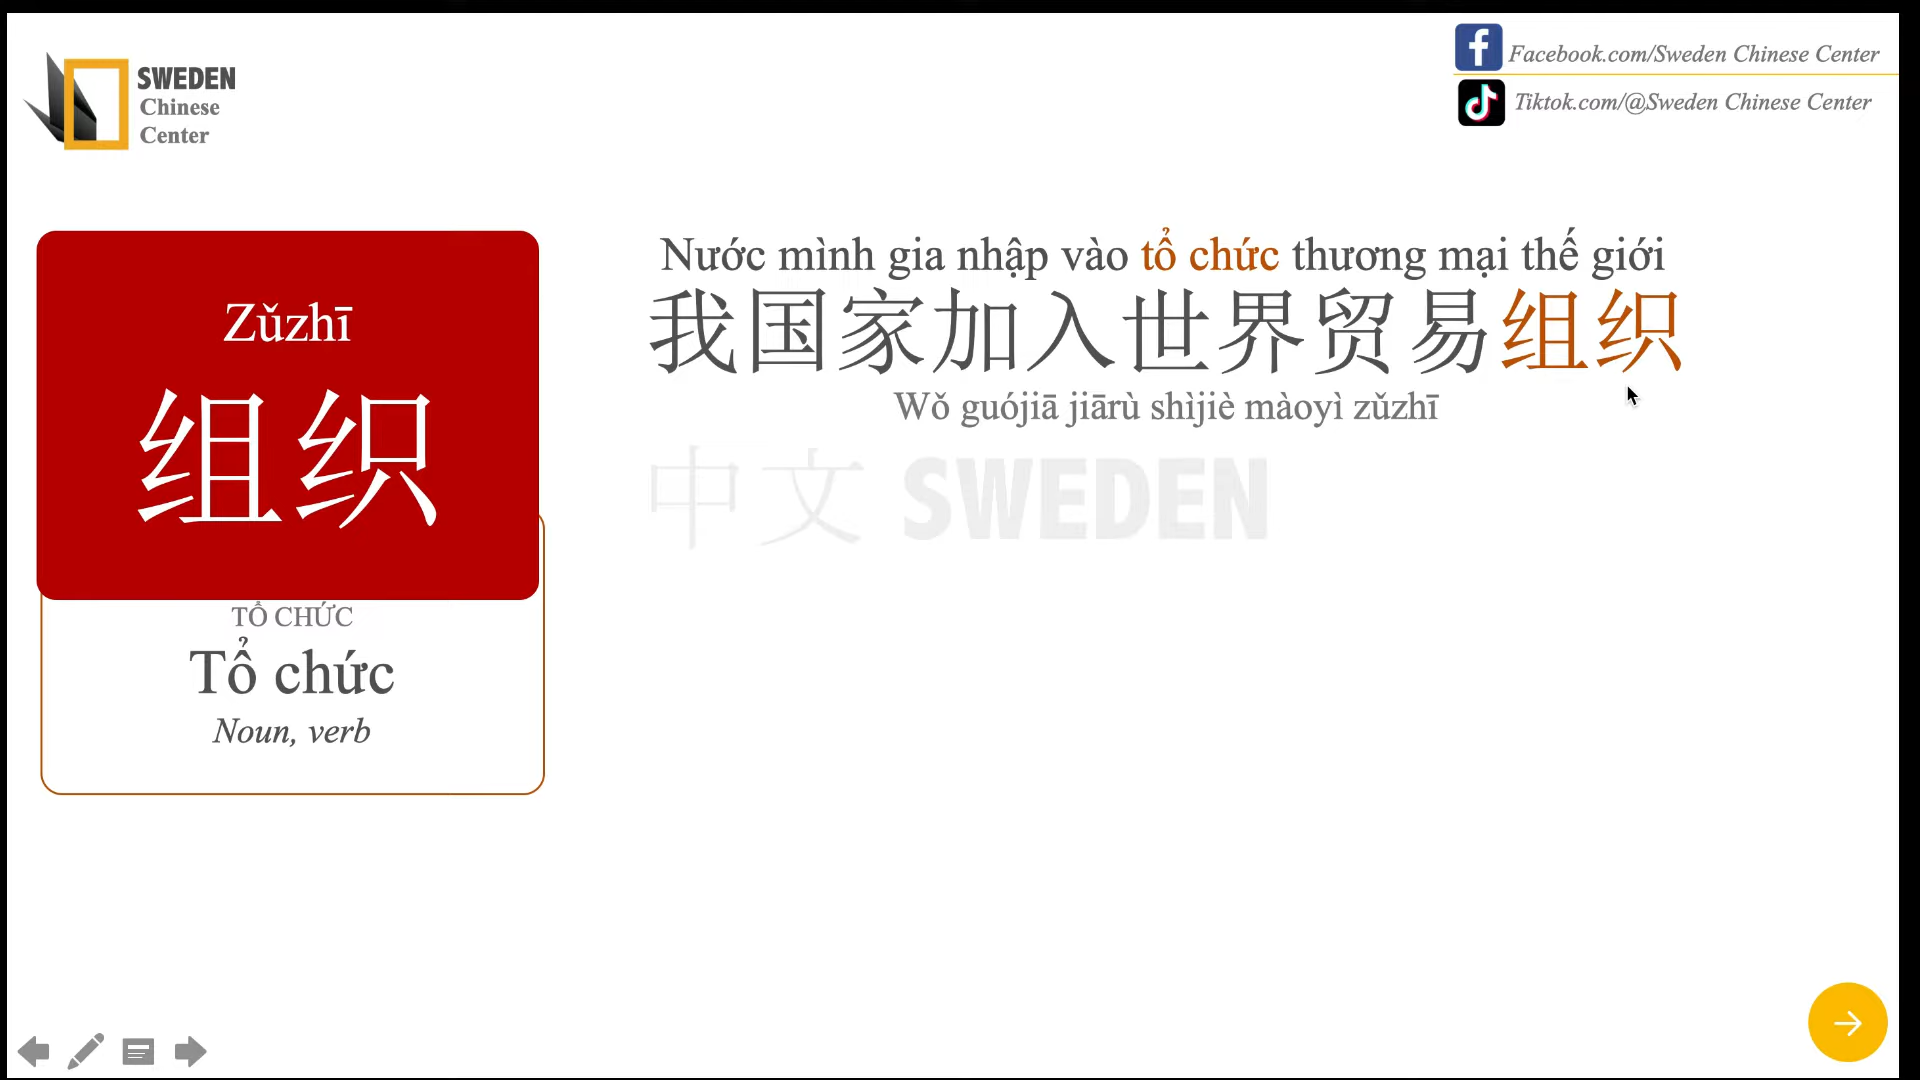 SWEDEN
Chinese
Center
Facebook.com/Sweden Chinese Center
Tiktok.com/@Sweden Chinese Center
Zǔzhī
组织
TỔ CHỨC
Tổ chức
Noun, verb
Nước mình gia nhập vào tổ chức thương mại thế giới
我国家加入世界贸易组织
Wǒ guójiā jiārù shìjiè màoyì zǔzhī
中文 SWEDEN